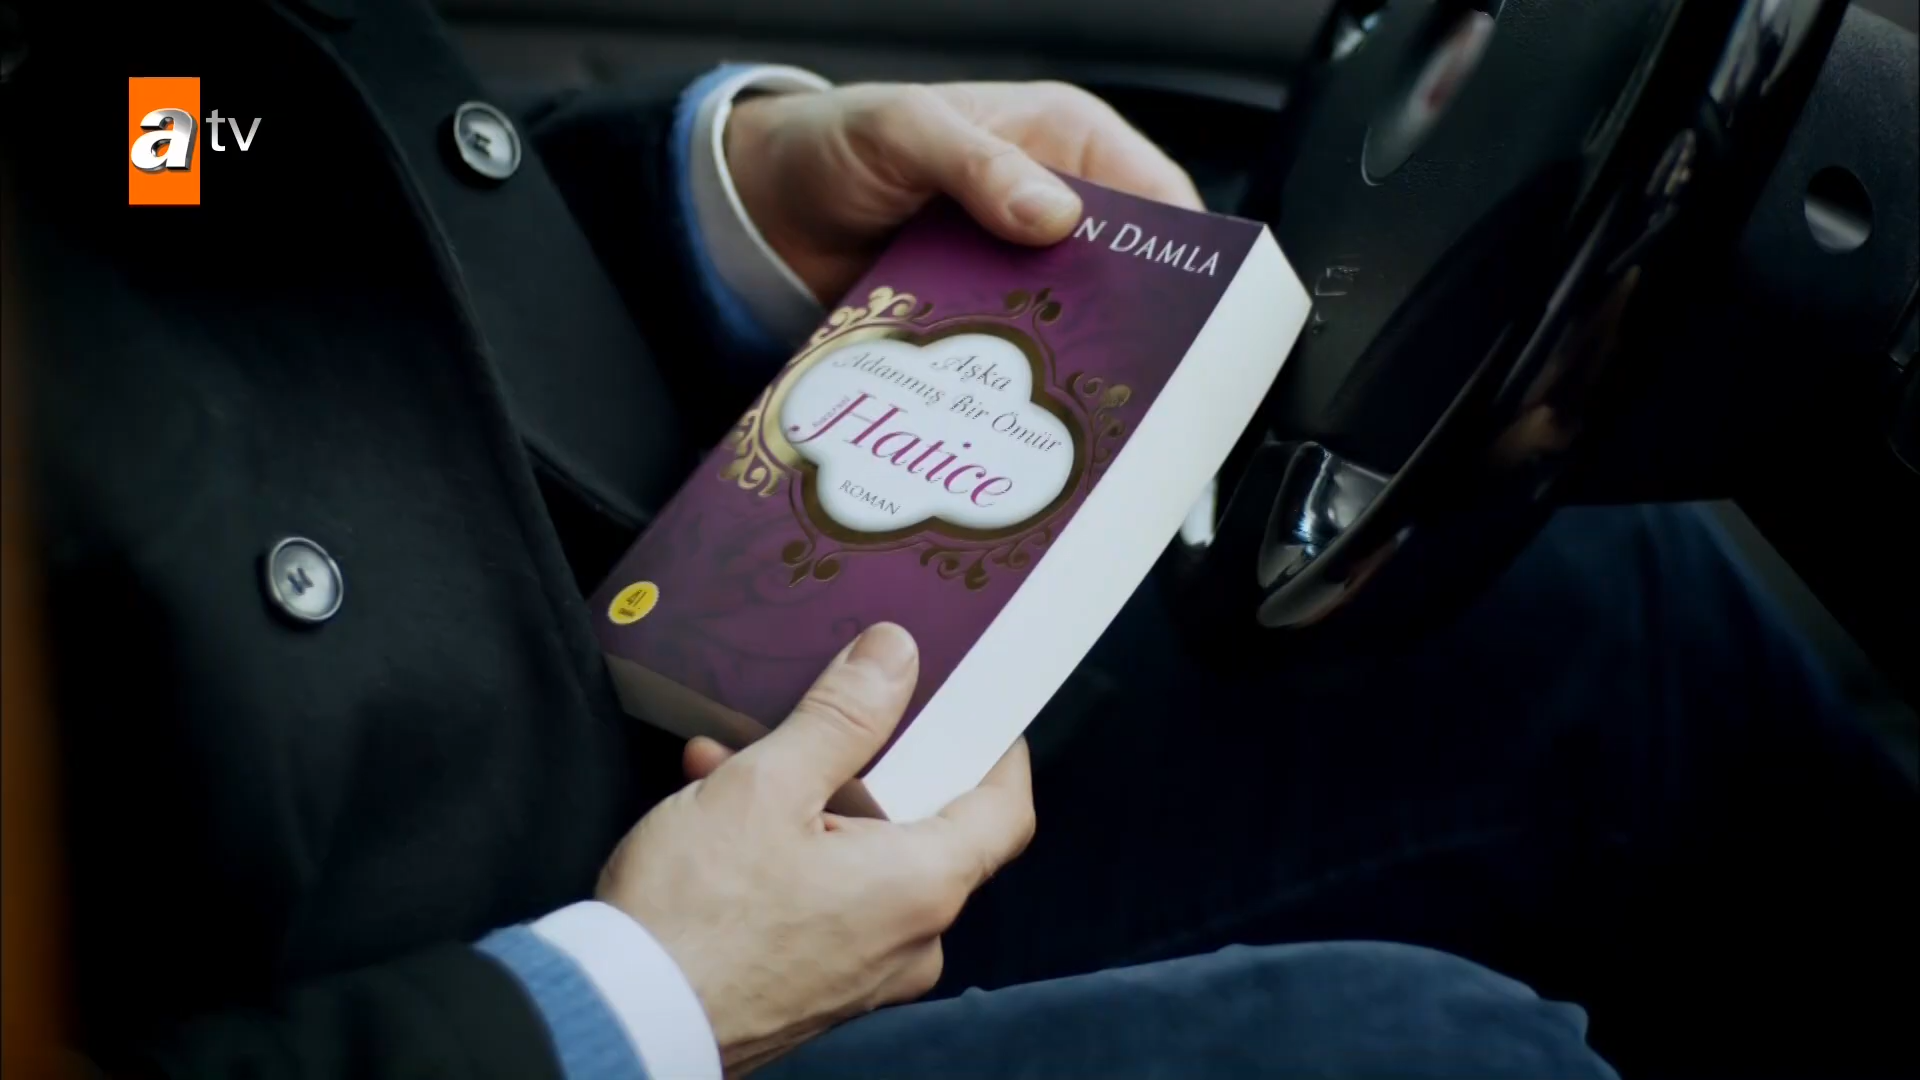 atv
N DAMLA
Aşka
Adanmış Bir Ömür
Hatice
ROMAN